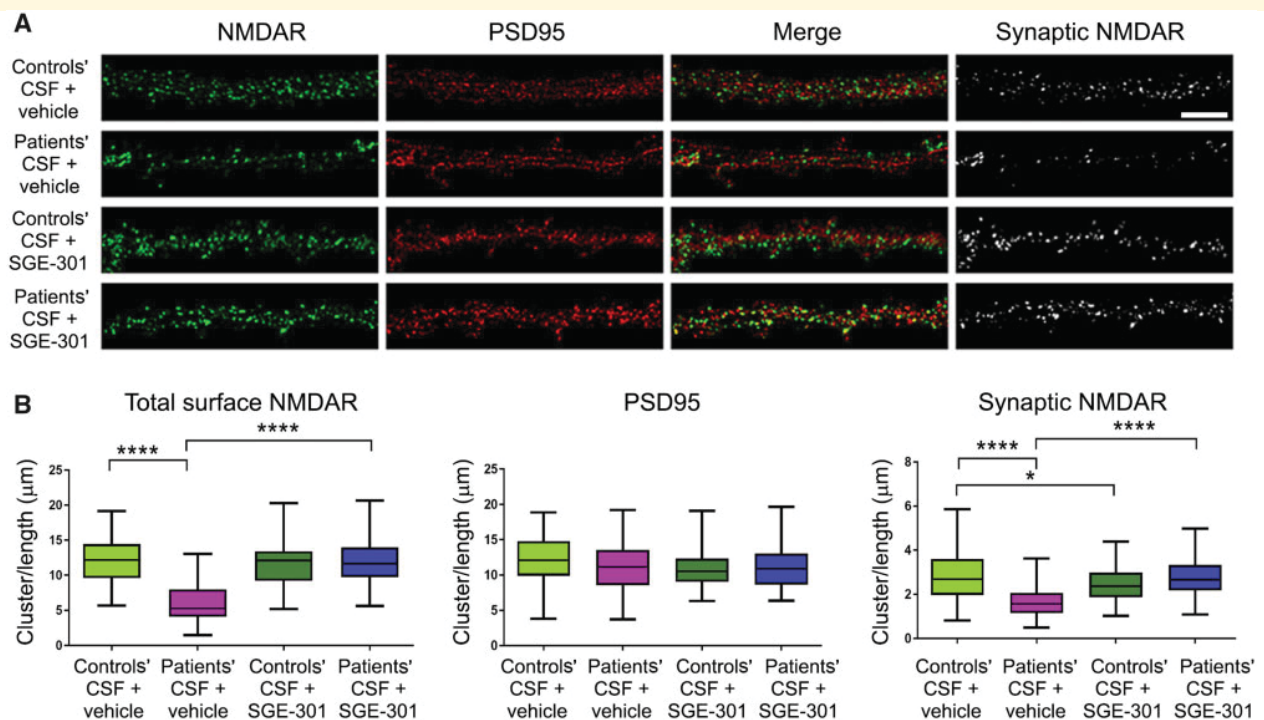 A
NMDAR PSD95 Merge Synaptic NMDAR
Controls'
CSF +
vehicle
Patients'
CSF +
vehicle
Controls'
CSF +
SGE-301
Patients'
CSF +
SGE-301
B
Total surface NMDAR
****
****
Cluster/length (μm)
25
20
15
10
5
0
Controls' Patients' Controls' Patients'
CSF + CSF + CSF + CSF +
vehicle vehicle SGE-301 SGE-301
PSD95
Cluster/length (μm)
25
20
15
10
5
0
Controls' Patients' Controls' Patients'
CSF + CSF + CSF + CSF +
vehicle vehicle SGE-301 SGE-301
Synaptic NMDAR
****
****
*
Cluster/length (μm)
8
6
4
2
0
Controls' Patients' Controls' Patients'
CSF + CSF + CSF + CSF +
vehicle vehicle SGE-301 SGE-301